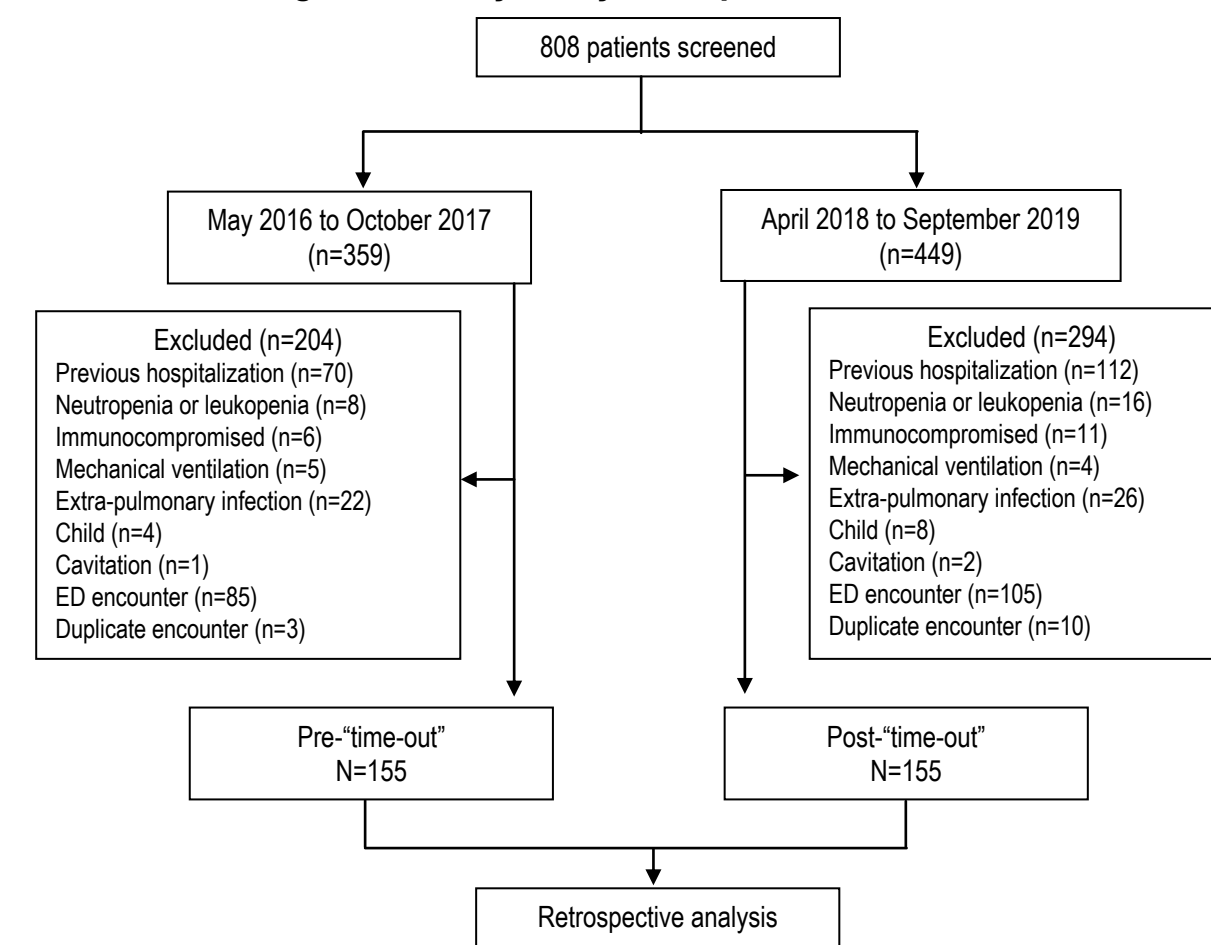 808 patients screened
May 2016 to October 2017
(n=359)
April 2018 to September 2019
(n=449)
Excluded (n=204)
Previous hospitalization (n=70)
Neutropenia or leukopenia (n=8)
Immunocompromised (n=6)
Mechanical ventilation (n=5)
Extra-pulmonary infection (n=22)
Child (n=4)
Cavitation (n=1)
ED encounter (n=85)
Duplicate encounter (n=3)
Excluded (n=294)
Previous hospitalization (n=112)
Neutropenia or leukopenia (n=16)
Immunocompromised (n=11)
Mechanical ventilation (n=4)
Extra-pulmonary infection (n=26)
Child (n=8)
Cavitation (n=2)
ED encounter (n=105)
Duplicate encounter (n=10)
Pre-“time-out”
N=155
Post-“time-out”
N=155
Retrospective analysis